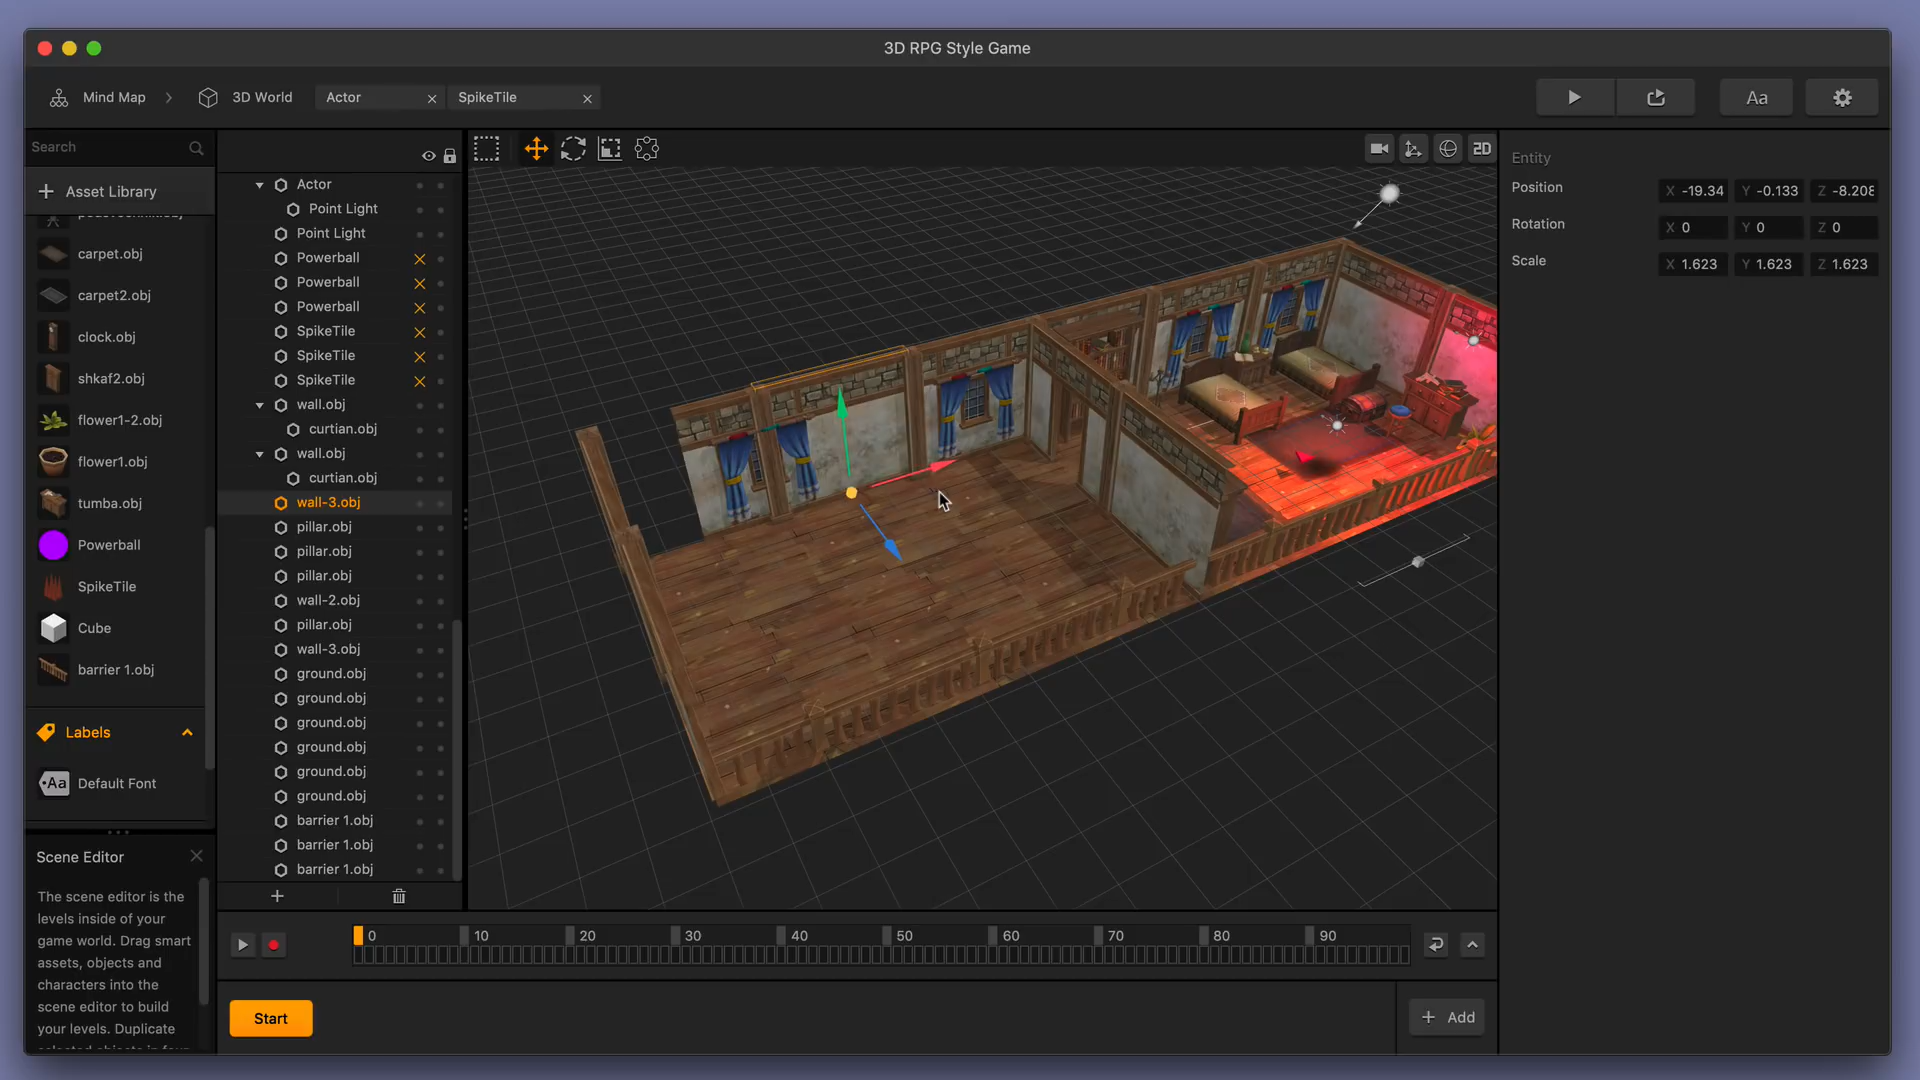 3D RPG Style Game
Mind Map
3D World
Actor
SpikeTile
Aa
Search
Asset Library
carpet.obj
carpet2.obj
clock.obj
shkaf2.obj
flower1-2.obj
flower1.obj
tumba.obj
Powerball
SpikeTile
Cube
barrier 1.obj
Labels
Aa Default Font
Scene Editor
The scene editor is the
levels inside of your
game world. Drag smart
assets, objects and
characters into the
scene editor to build
your levels. Duplicate
Actor
Point Light
Point Light
Powerball
Powerball
Powerball
SpikeTile
SpikeTile
SpikeTile
wall.obj
curtian.obj
wall.obj
curtian.obj
wall-3.obj
pillar.obj
pillar.obj
pillar.obj
wall-2.obj
pillar.obj
wall-3.obj
ground.obj
ground.obj
ground.obj
ground.obj
ground.obj
ground.obj
barrier 1.obj
barrier 1.obj
barrier 1.obj
2D
Entity
Position X -19.34 Y -0.133 Z -8.208
Rotation X 0 Y 0 Z 0
Scale X 1.623 Y 1.623 Z 1.623
0 10 20 30 40 50 60 70 80 90
Start
Add